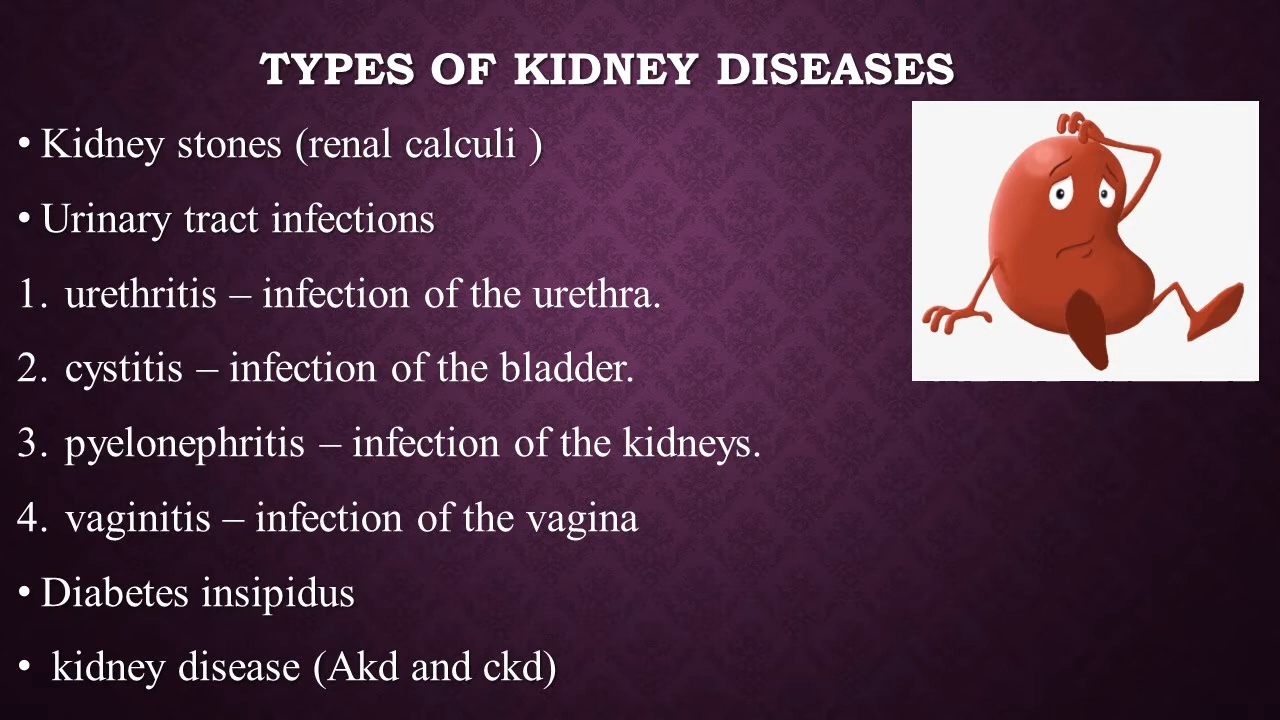 TYPES OF KIDNEY DISEASES
• Kidney stones (renal calculi )
• Urinary tract infections
1. urethritis – infection of the urethra.
2. cystitis – infection of the bladder.
3. pyelonephritis – infection of the kidneys.
4. vaginitis – infection of the vagina
• Diabetes insipidus
• kidney disease (Akd and ckd)